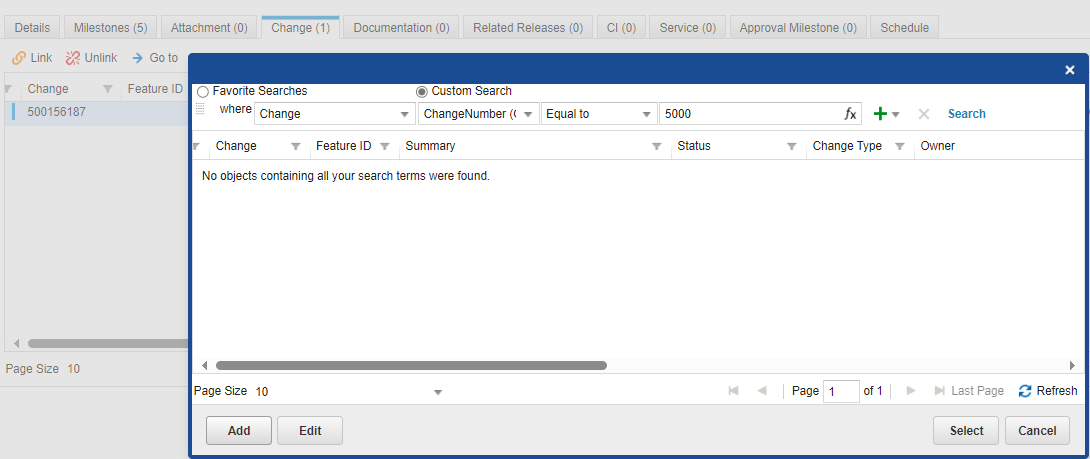 Details Milestones (5) Attachment (0) Change (1) Documentation (0) Related Releases (0) CI (0) Service (0) Approval Milestone (0) Schedule
Link Unlink Go to
Change Feature ID
500156187
Page Size 10
×
Favorite Searches Custom Search
where Change ChangeNumber (C Equal to 5000 fx Search
Change Feature ID Summary Status Change Type Owner
No objects containing all your search terms were found.
Page Size 10 Page 1 of 1 Last Page Refresh
Add Edit Select Cancel